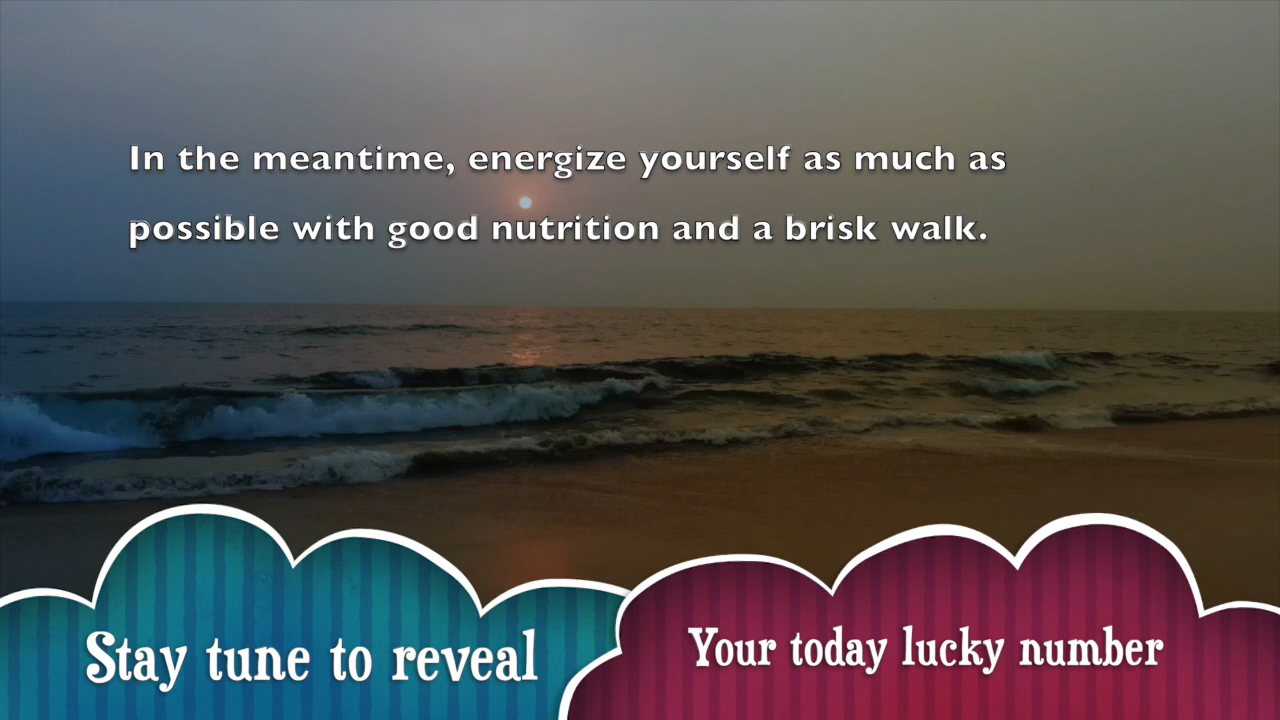 In the meantime, energize yourself as much as
possible with good nutrition and a brisk walk.
Stay tune to reveal
Your today lucky number